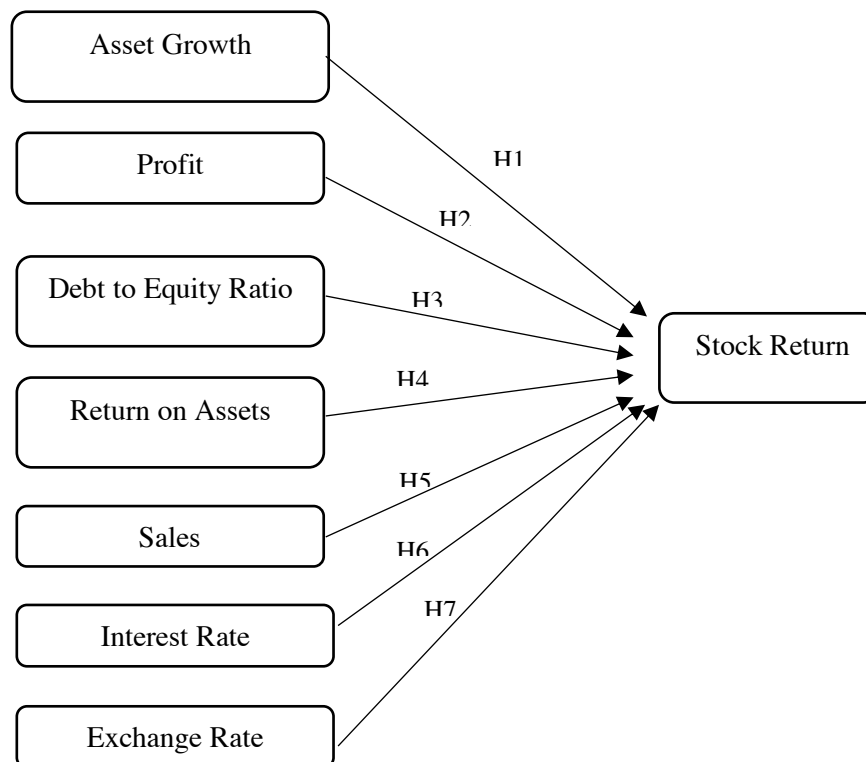 Asset Growth
H1
Profit
H2
Debt to Equity Ratio
H3
Stock Return
H4
Return on Assets
H5
Sales
H6
Interest Rate
H7
Exchange Rate